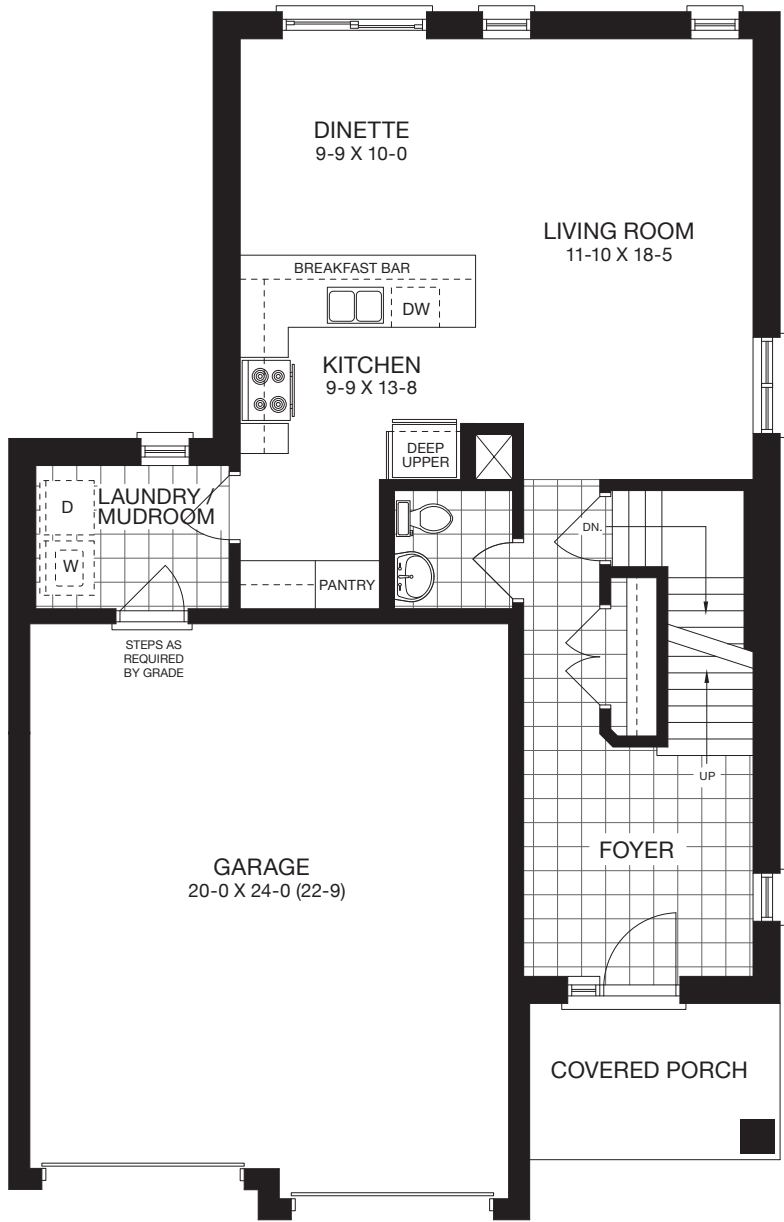 DINETTE
9-9 X 10-0
LIVING ROOM
11-10 X 18-5
BREAKFAST BAR
DW
KITCHEN
9-9 X 13-8
DEEP
UPPER
D
LAUNDRY /
MUDROOM
W
DN.
PANTRY
STEPS AS
REQUIRED
BY GRADE
UP
FOYER
GARAGE
20-0 X 24-0 (22-9)
COVERED PORCH